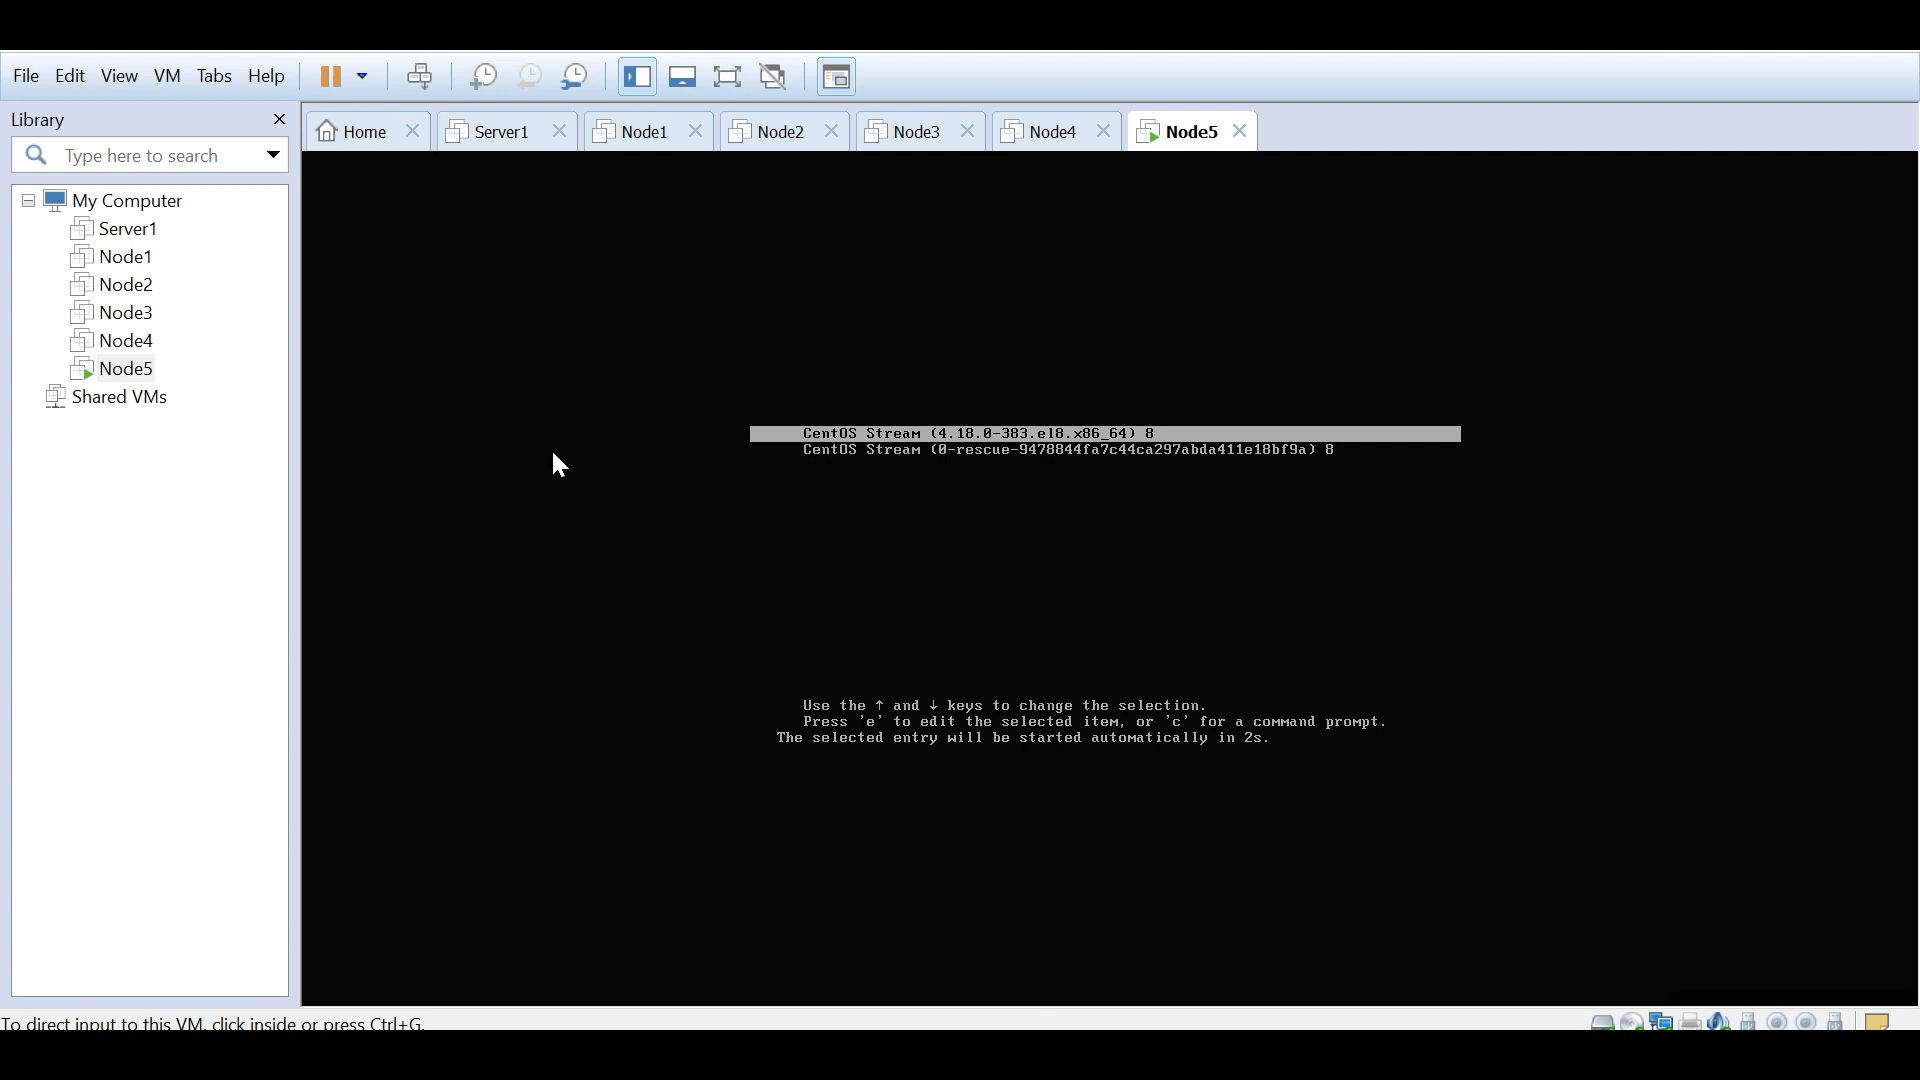 File Edit View VM Tabs Help
Library
Type here to search
My Computer
Server1
Node1
Node2
Node3
Node4
Node5
Shared VMs
Home Server1 Node1 Node2 Node3 Node4 Node5
CentOS Stream (4.18.0-383.el8.x86_64) 8
CentOS Stream (0-rescue-9478844fa7c44ca297abda411e18bf9a) 8
Use the ↑ and ↓ keys to change the selection.
Press 'e' to edit the selected item, or 'c' for a command prompt.
The selected entry will be started automatically in 2s.
To direct input to this VM, click inside or press Ctrl+G.